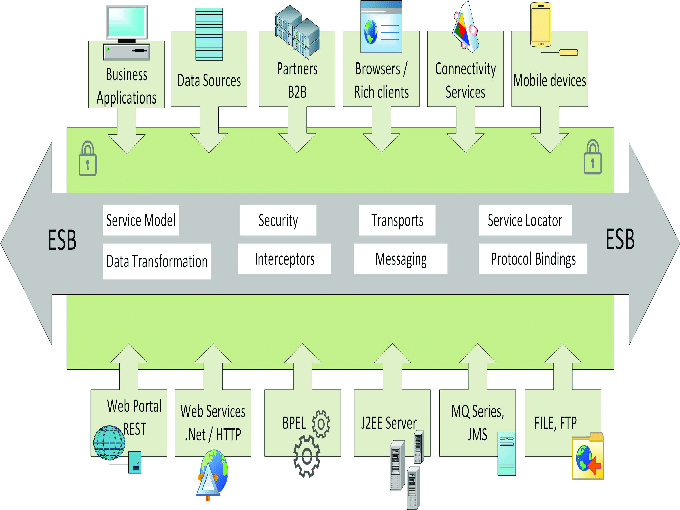 Business
Applications
Data Sources
Partners
B2B
Browsers /
Rich clients
Connectivity
Services
Mobile devices
ESB
Service Model
Security
Transports
Service Locator
ESB
Data Transformation
Interceptors
Messaging
Protocol Bindings
Web Portal
REST
Web Services
.Net / HTTP
BPEL
J2EE Server
MQ Series,
JMS
FILE, FTP